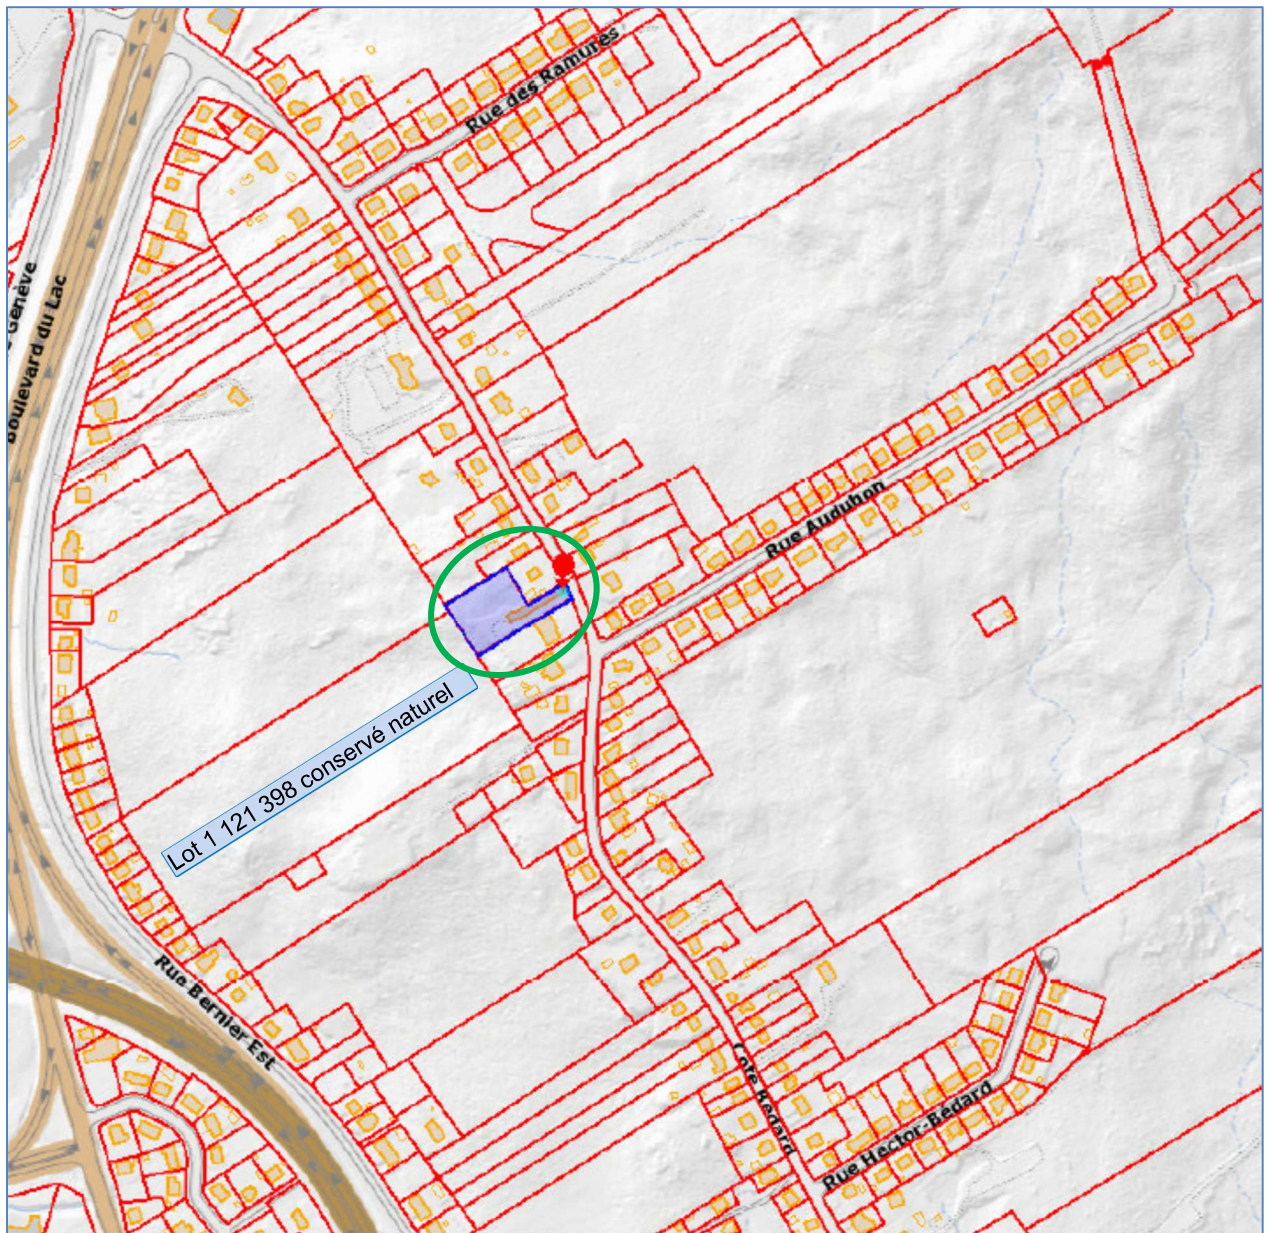 Rue des Ramures
Genève
Boulevard du Lac
Rue Audubon
Lot 1 121 398 conservé naturel
Rue Bernier Est
Côte Bédard
Rue Hector-Bédard